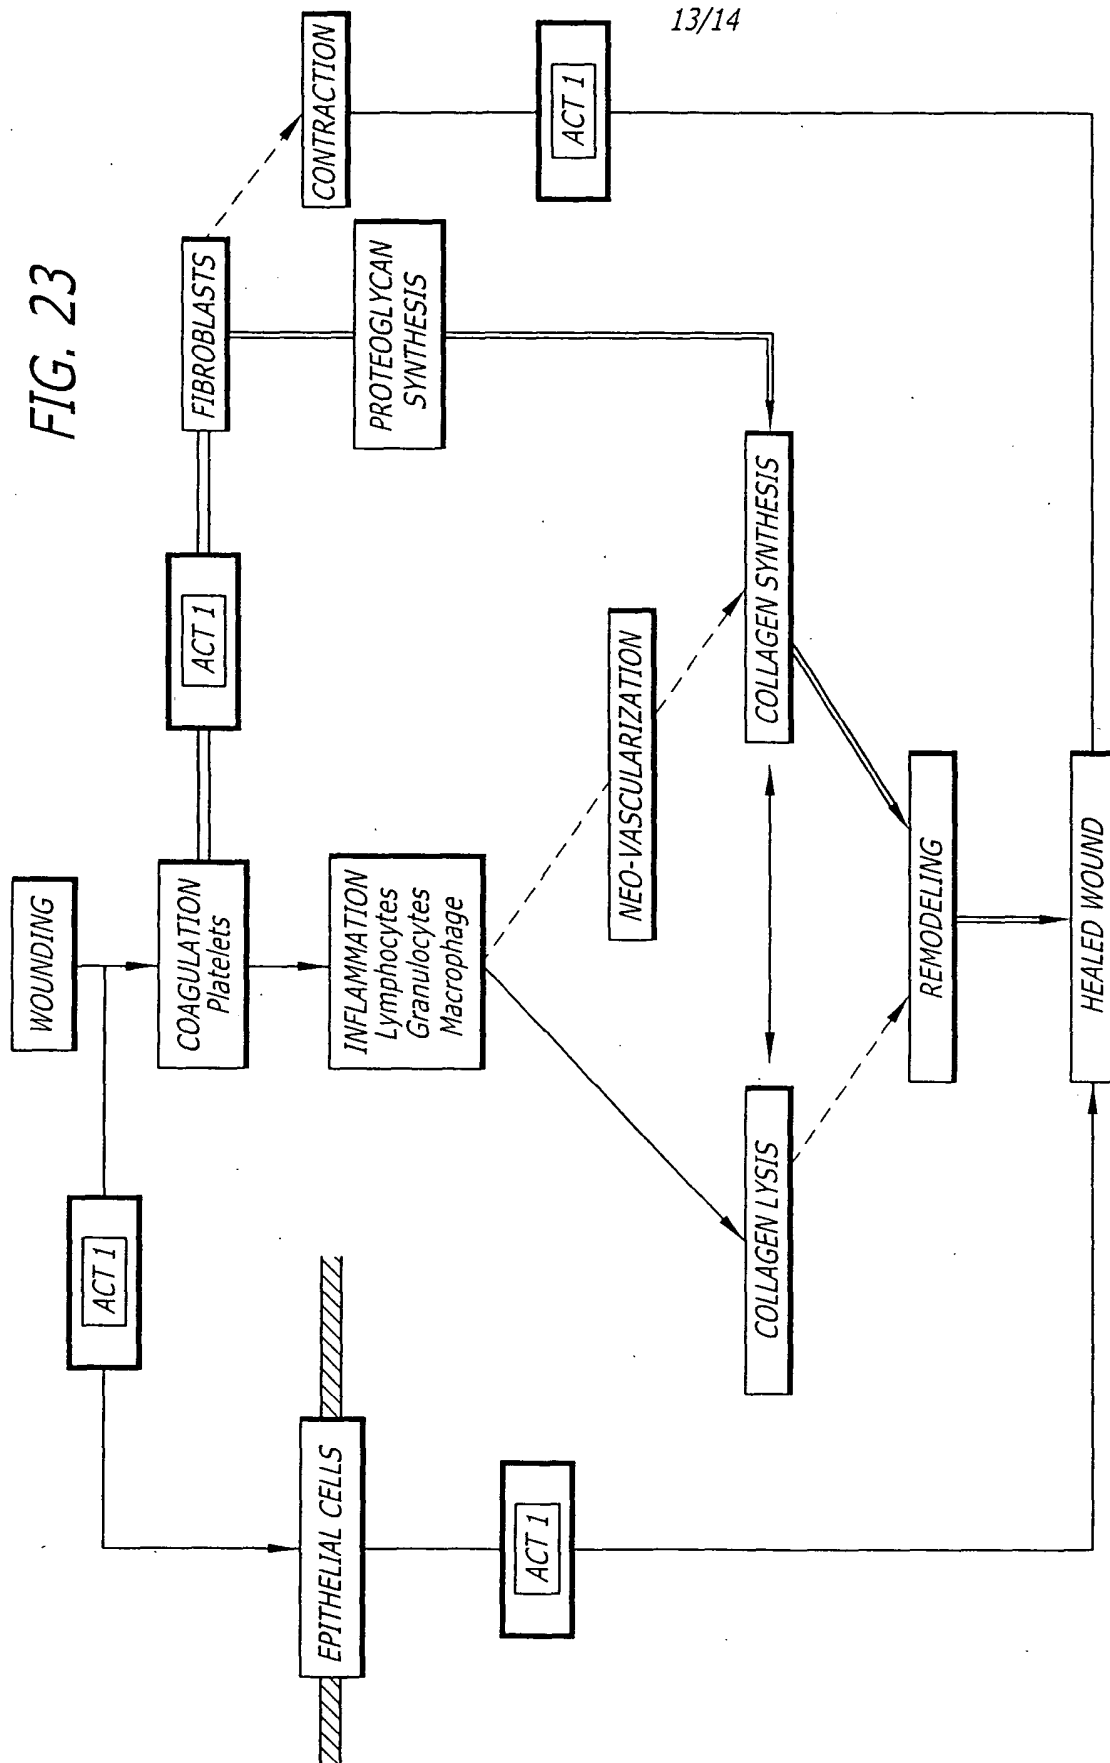 13/14
FIG. 23
WOUNDING
ACT 1
COAGULATION
Platelets
ACT 1
FIBROBLASTS
EPITHELIAL CELLS
INFLAMMATION
Lymphocytes
Granulocytes
Macrophage
PROTEOGLYCAN
SYNTHESIS
CONTRACTION
ACT 1
ACT 1
NEO-VASCULARIZATION
COLLAGEN LYSIS
COLLAGEN SYNTHESIS
REMODELING
HEALED WOUND